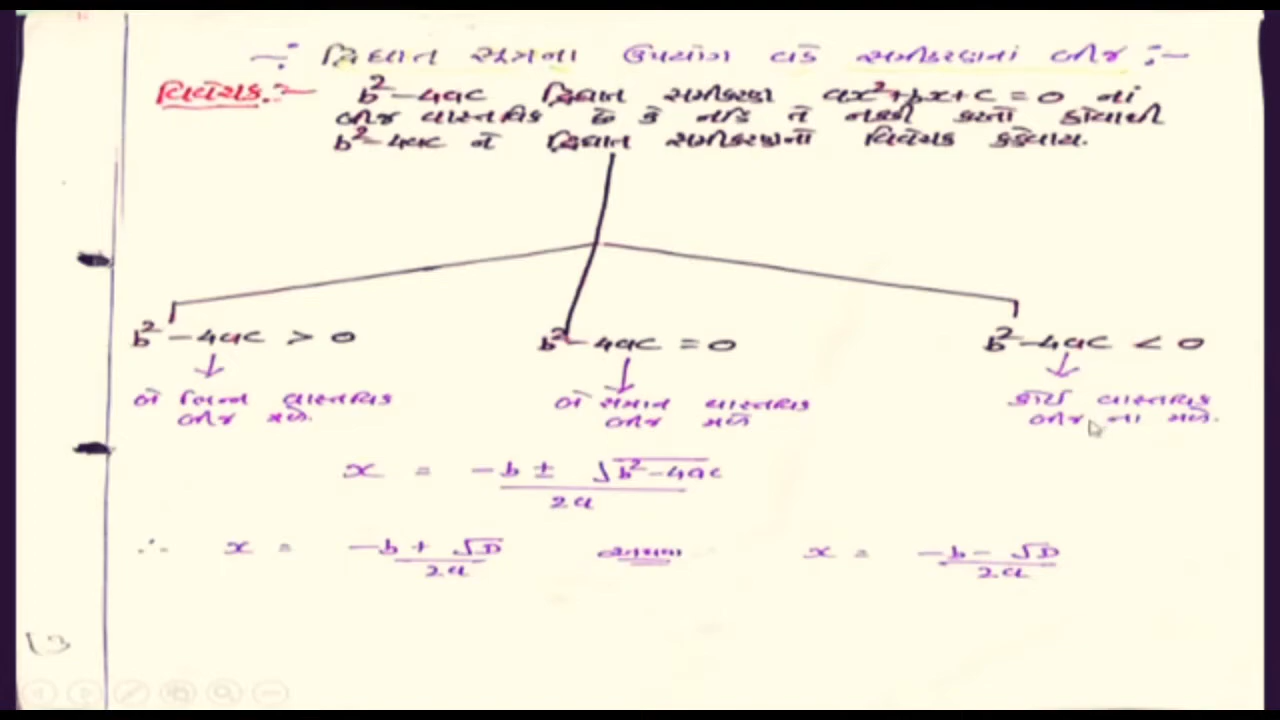 ~: દ્વિઘાત સૂત્રના ઉપયોગ વડે સમીકરણનાં બીજ :~
વિવેચક :- b² - 4ac દ્વિઘાત સમીકરણ ax² + bx + c = 0 નાં
બીજ વાસ્તવિક છે કે નહિ તે નક્કી કરતો હોવાથી
b² - 4ac ને દ્વિઘાત સમીકરણનો વિવેચક કહેવાય.
b² - 4ac > 0 b² - 4ac = 0 b² - 4ac < 0
બે ભિન્ન વાસ્તવિક બે સમાન વાસ્તવિક કોઈ વાસ્તવિક
બીજ મળે. બીજ મળે બીજ ના મળે.
x = -b ± √b² - 4ac / 2a
∴ x = -b + √D / 2a અથવા x = -b - √D / 2a
13